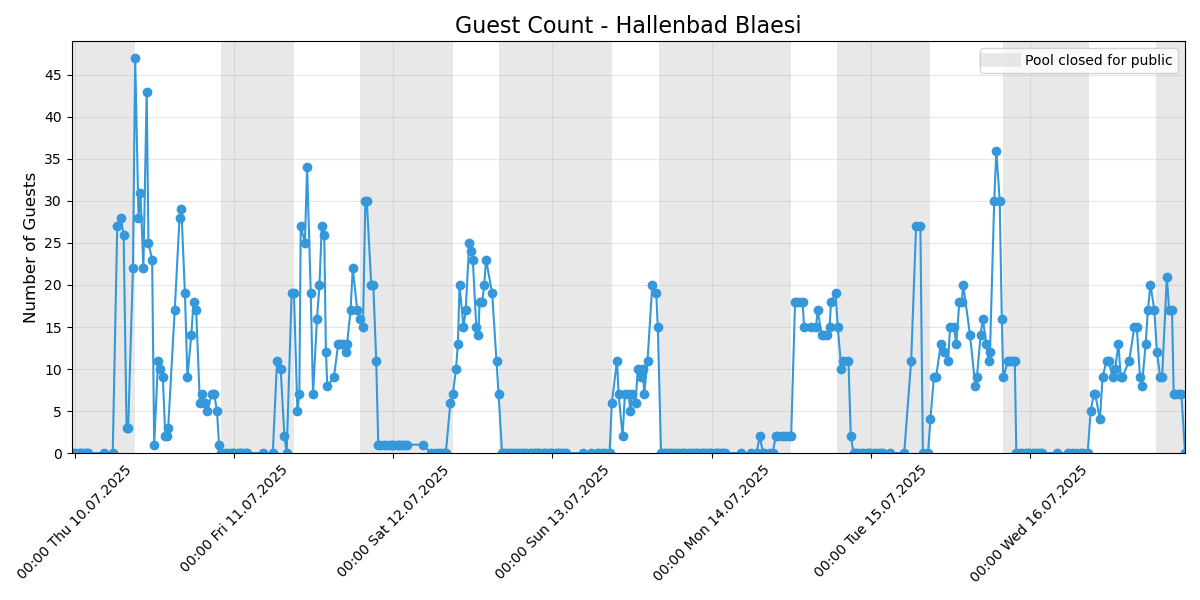 Guest Count - Hallenbad Blaesi
Pool closed for public
Number of Guests
45
40
35
30
25
20
15
10
5
0
00:00 Thu 10.07.2025
00:00 Fri 11.07.2025
00:00 Sat 12.07.2025
00:00 Sun 13.07.2025
00:00 Mon 14.07.2025
00:00 Tue 15.07.2025
00:00 Wed 16.07.2025